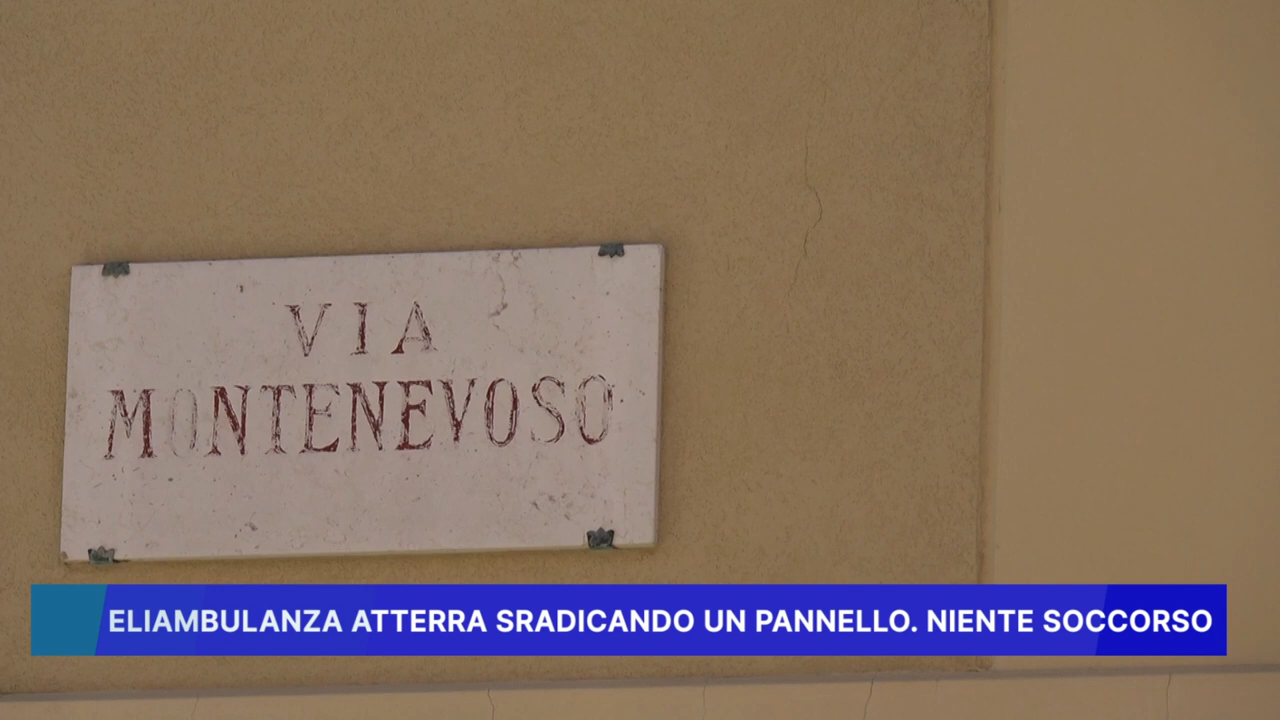 VIA
MONTENEVOSO
ELIAMBULANZA ATTERRA SRADICANDO UN PANNELLO. NIENTE SOCCORSO